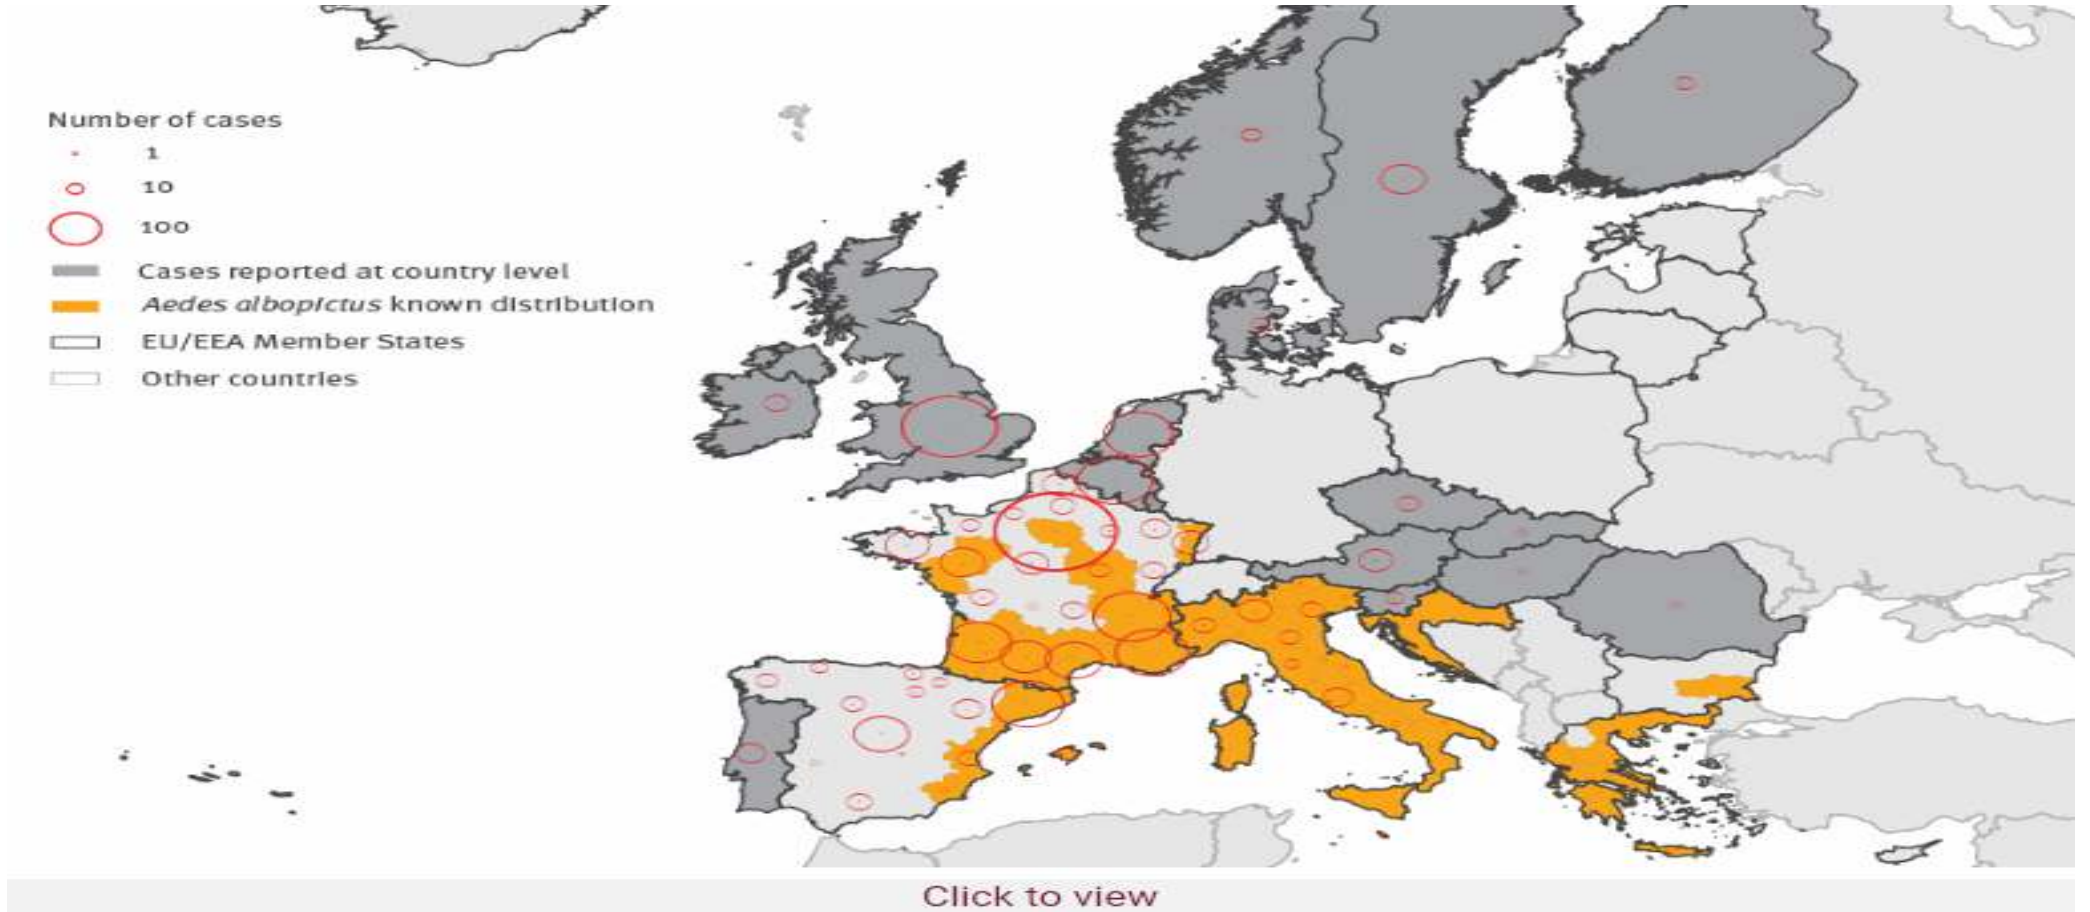 Number of cases
1
10
100
Cases reported at country level
Aedes albopictus known distribution
EU/EEA Member States
Other countries
Click to view